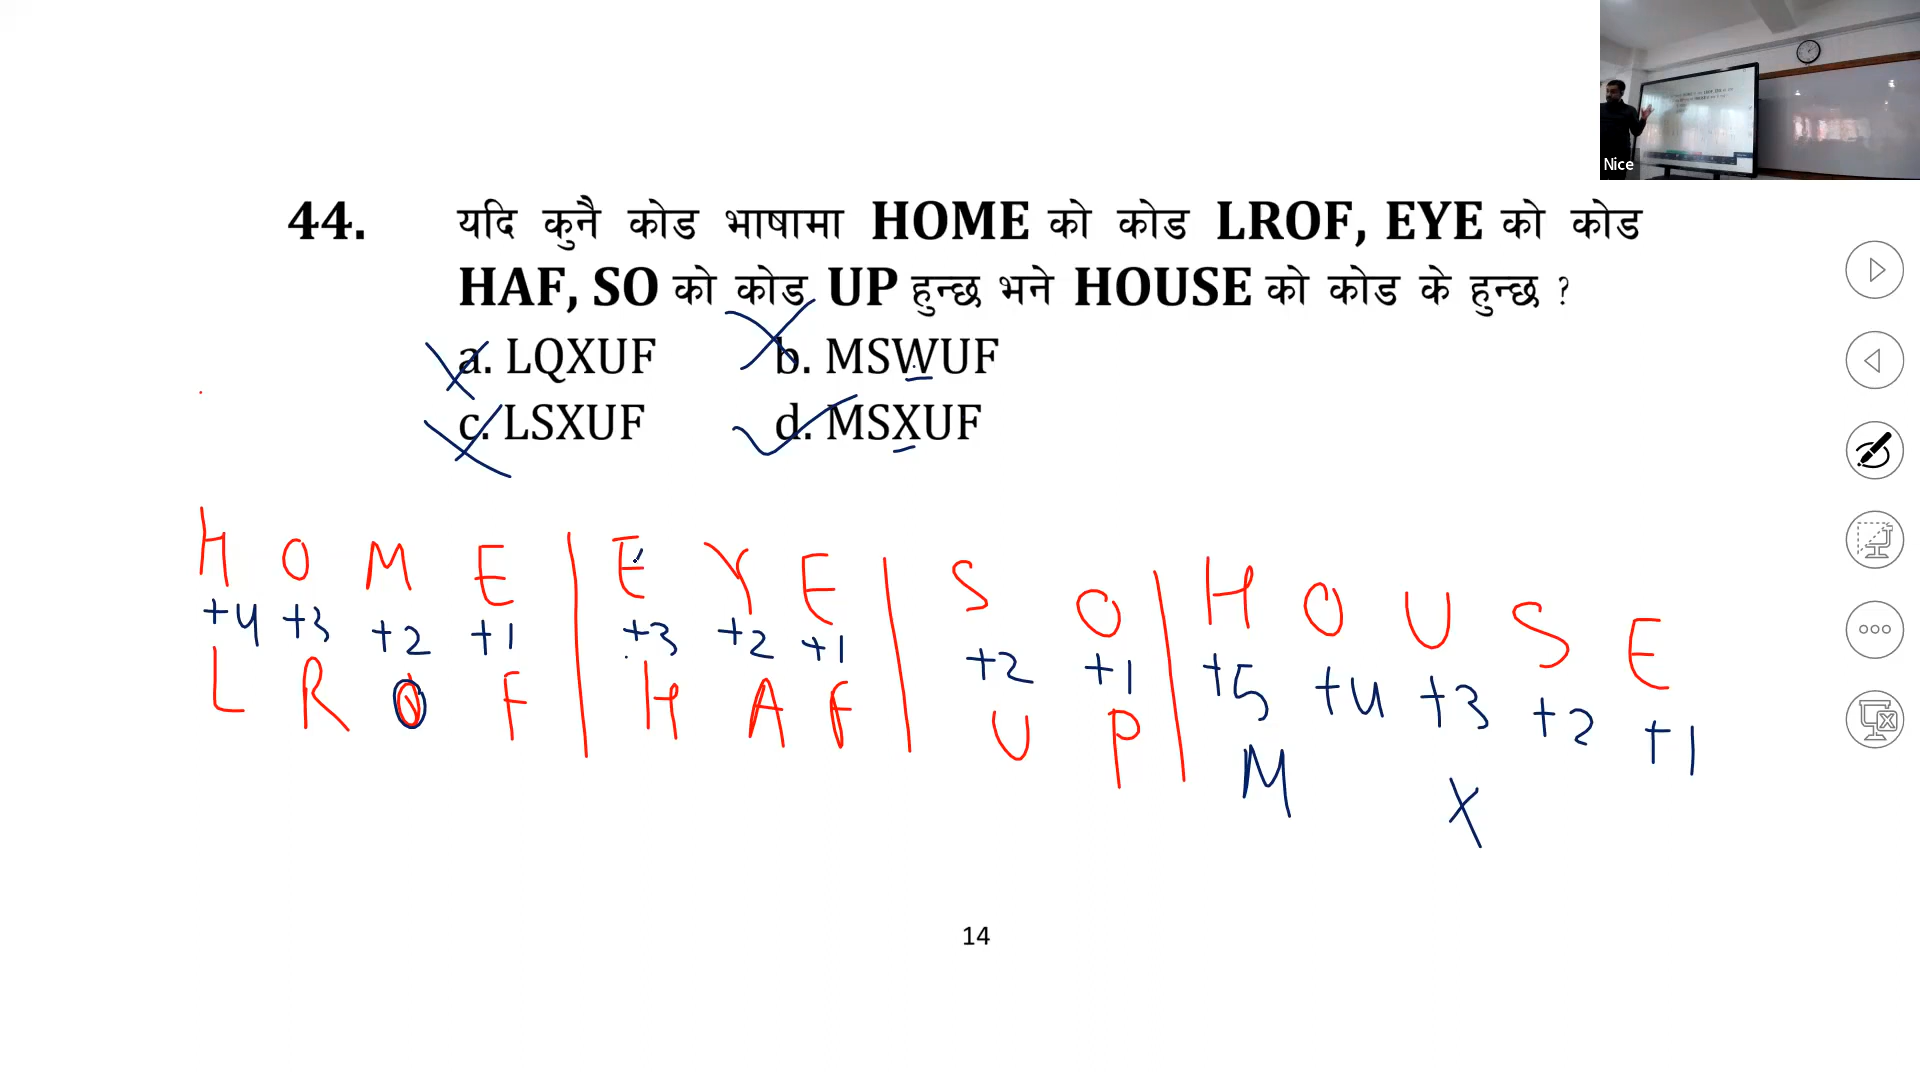 Nice
44. यदि कुनै कोड भाषामा HOME को कोड LROF, EYE को कोड
HAF, SO को कोड UP हुन्छ भने HOUSE को कोड के हुन्छ ?
a. LQXUF b. MSWUF
c. LSXUF d. MSXUF
H O M E E Y E S O H O U S E
+4 +3 +2 +1 +3 +2 +1 +2 +1 +5 +4 +3 +2 +1
L R O F H A F U P M X
14